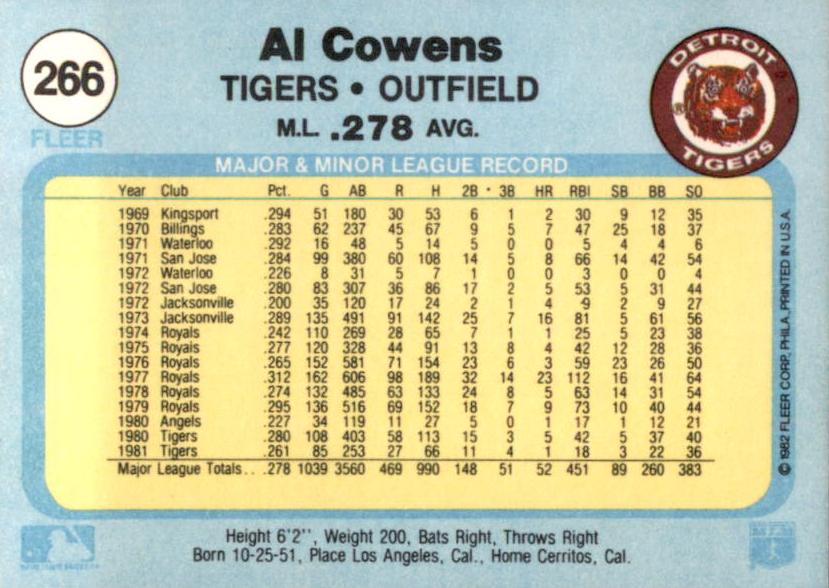 266
FLEER
Al Cowens
TIGERS • OUTFIELD
M.L. .278 AVG.
DETROIT
TIGERS
®
MAJOR & MINOR LEAGUE RECORD
Year Club Pct. G AB R H 2B · 3B HR RBI SB BB SO
1969 Kingsport .294 51 180 30 53 6 1 2 30 9 12 35
1970 Billings .283 62 237 45 67 9 5 7 47 25 18 37
1971 Waterloo .292 16 48 5 14 5 0 0 5 4 4 6
1971 San Jose .284 99 380 60 108 14 5 8 66 14 42 54
1972 Waterloo .226 8 31 5 7 1 0 0 3 0 0 4
1972 San Jose .280 83 307 36 86 17 2 5 53 5 31 44
1972 Jacksonville .200 35 120 17 24 2 1 4 9 2 9 27
1973 Jacksonville .289 135 491 91 142 25 7 16 81 5 61 56
1974 Royals .242 110 269 28 65 7 1 1 25 5 23 38
1975 Royals .277 120 328 44 91 13 8 4 42 12 28 36
1976 Royals .265 152 581 71 154 23 6 3 59 23 26 50
1977 Royals .312 162 606 98 189 32 14 23 112 16 41 64
1978 Royals .274 132 485 63 133 24 8 5 63 14 31 54
1979 Royals .295 136 516 69 152 18 7 9 73 10 40 44
1980 Angels .227 34 119 11 27 5 0 1 17 1 12 21
1980 Tigers .280 108 403 58 113 15 3 5 42 5 37 40
1981 Tigers .261 85 253 27 66 11 4 1 18 3 22 36
Major League Totals... .278 1039 3560 469 990 148 51 52 451 89 260 383
© 1982 FLEER CORP. PHILA. PRINTED IN U.S.A.
Height 6'2'', Weight 200, Bats Right, Throws Right
Born 10-25-51, Place Los Angeles, Cal., Home Cerritos, Cal.